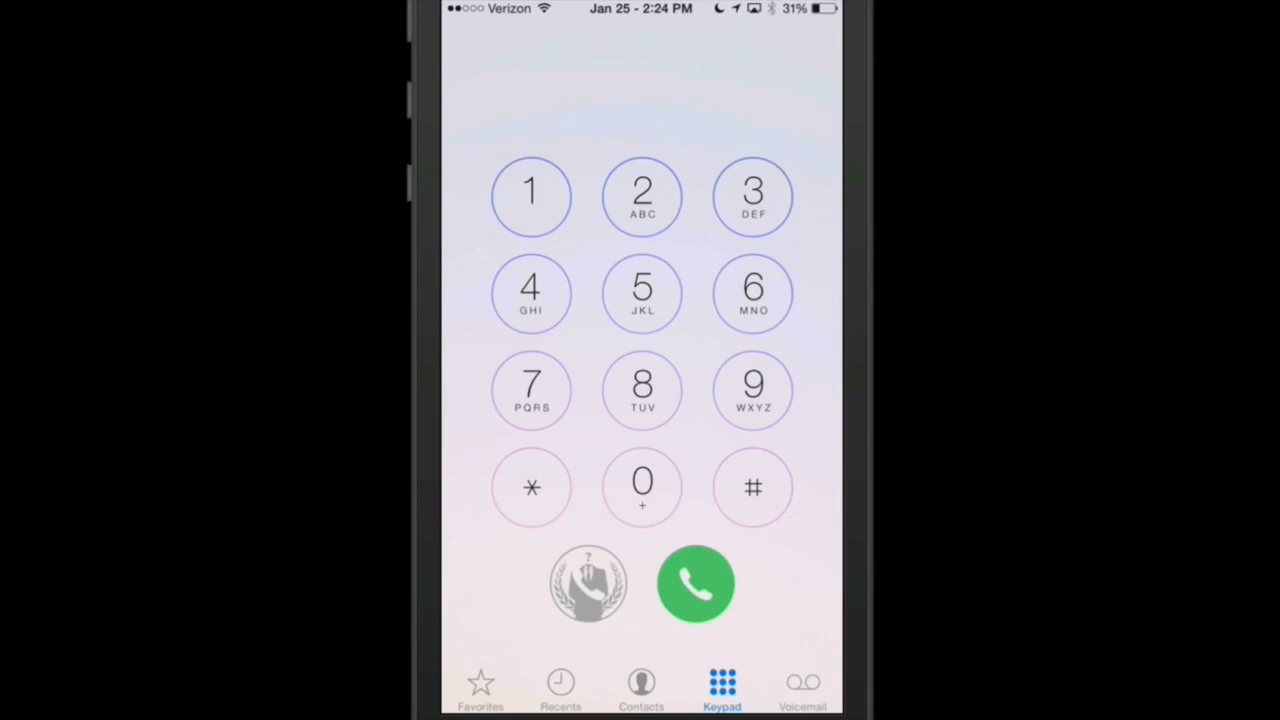 Verizon Jan 25 - 2:24 PM 31%
1 2 3
ABC DEF
4 5 6
GHI JKL MNO
7 8 9
PQRS TUV WXYZ
* 0 #
+
?
Favorites Recents Contacts Keypad Voicemail